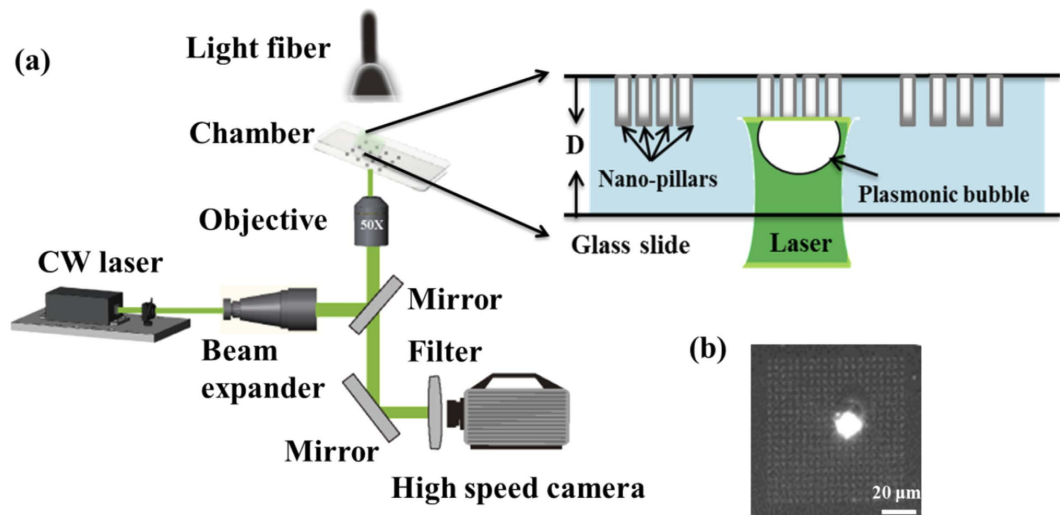 (a)
Light fiber
Chamber
Objective
50X
CW laser
Beam
expander
Mirror
Filter
Mirror
High speed camera
D
Nano-pillars
Plasmonic bubble
Glass slide
Laser
(b)
20 μm